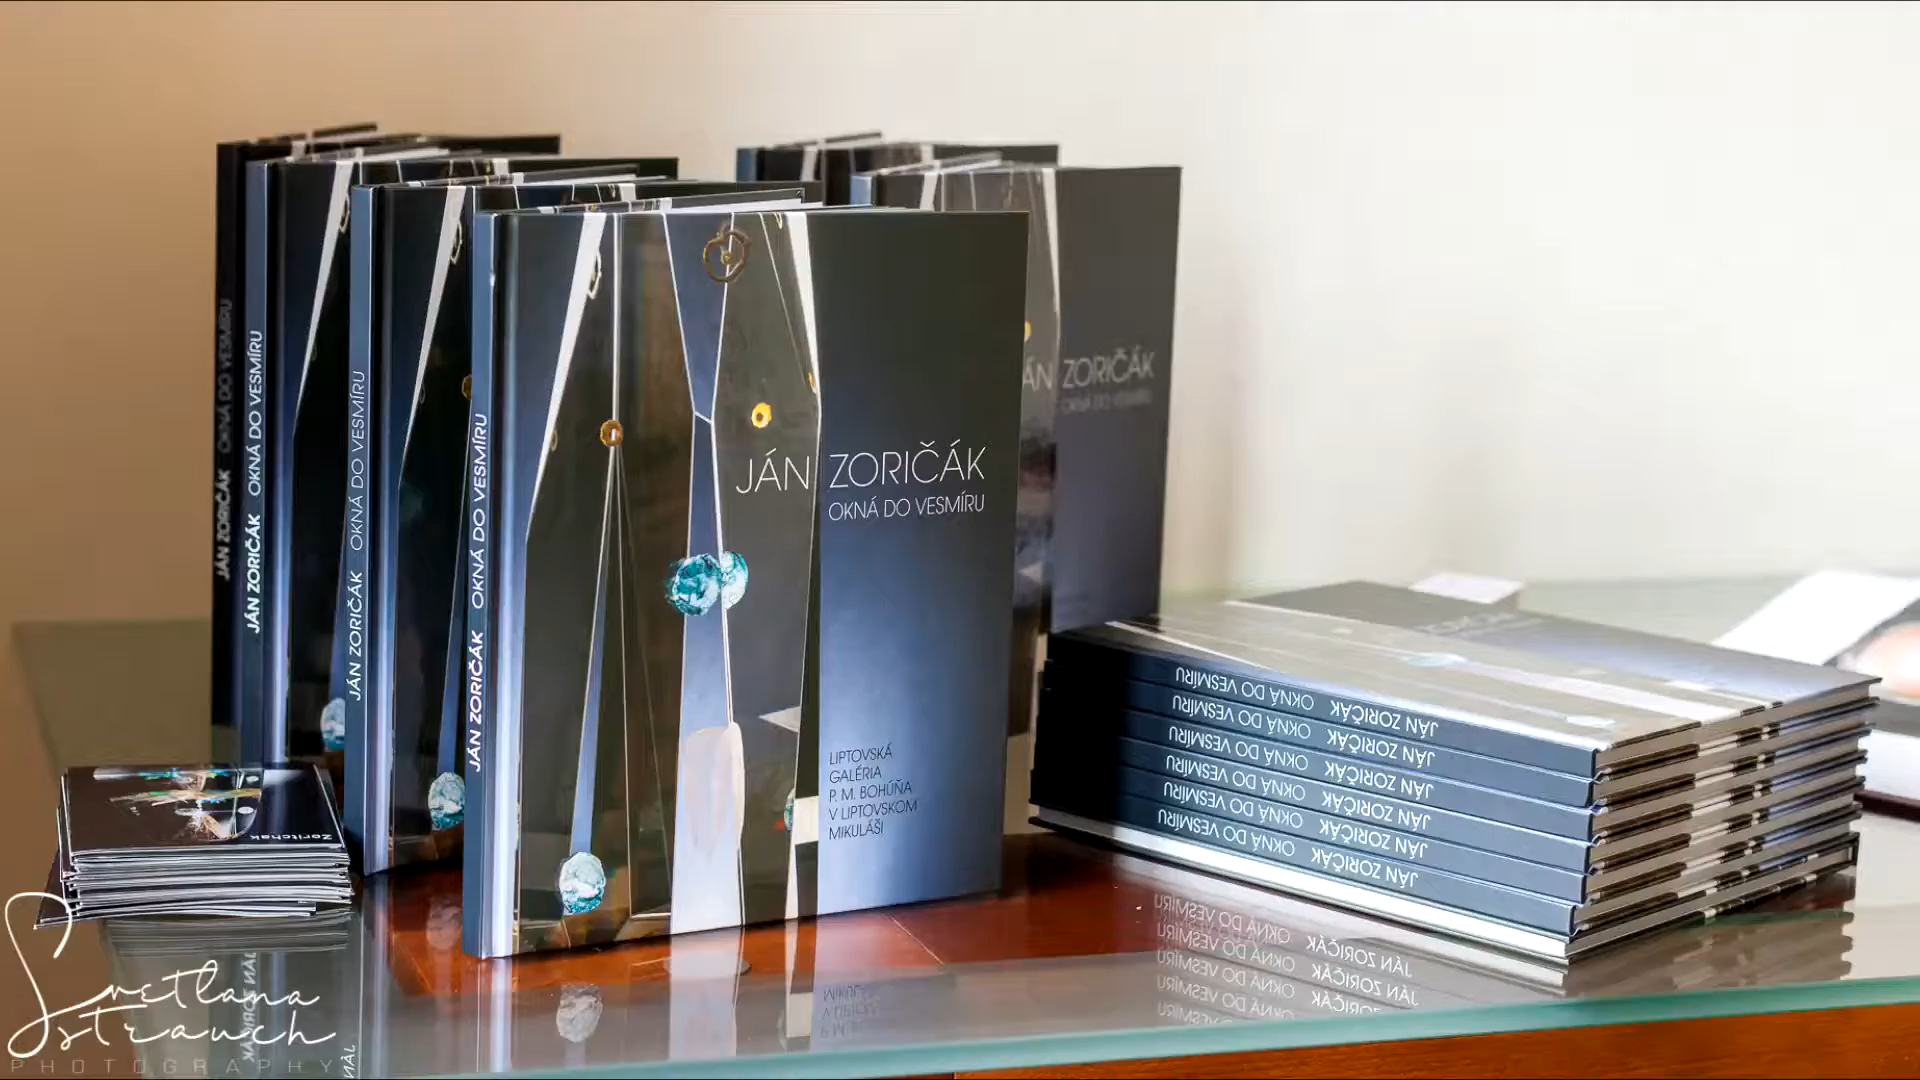 JÁN ZORIČÁK OKNÁ DO VESMÍRU
JÁN ZORIČÁK OKNÁ DO VESMÍRU
JÁN ZORIČÁK OKNÁ DO VESMÍRU
JÁN ZORIČÁK OKNÁ DO VESMÍRU
JÁN ZORIČÁK
OKNÁ DO VESMÍRU
LIPTOVSKÁ
GALÉRIA
P. M. BOHÚŇA
V LIPTOVSKOM
MIKULÁŠI
ÁN ZORIČÁK
OKNÁ DO VESMÍRU
JÁN ZORIČÁK OKNÁ DO VESMÍRU
JÁN ZORIČÁK OKNÁ DO VESMÍRU
JÁN ZORIČÁK OKNÁ DO VESMÍRU
JÁN ZORIČÁK OKNÁ DO VESMÍRU
JÁN ZORIČÁK OKNÁ DO VESMÍRU
JÁN ZORIČÁK OKNÁ DO VESMÍRU
Zoritchak
Svetlana
Strauch
PHOTOGRAPHY